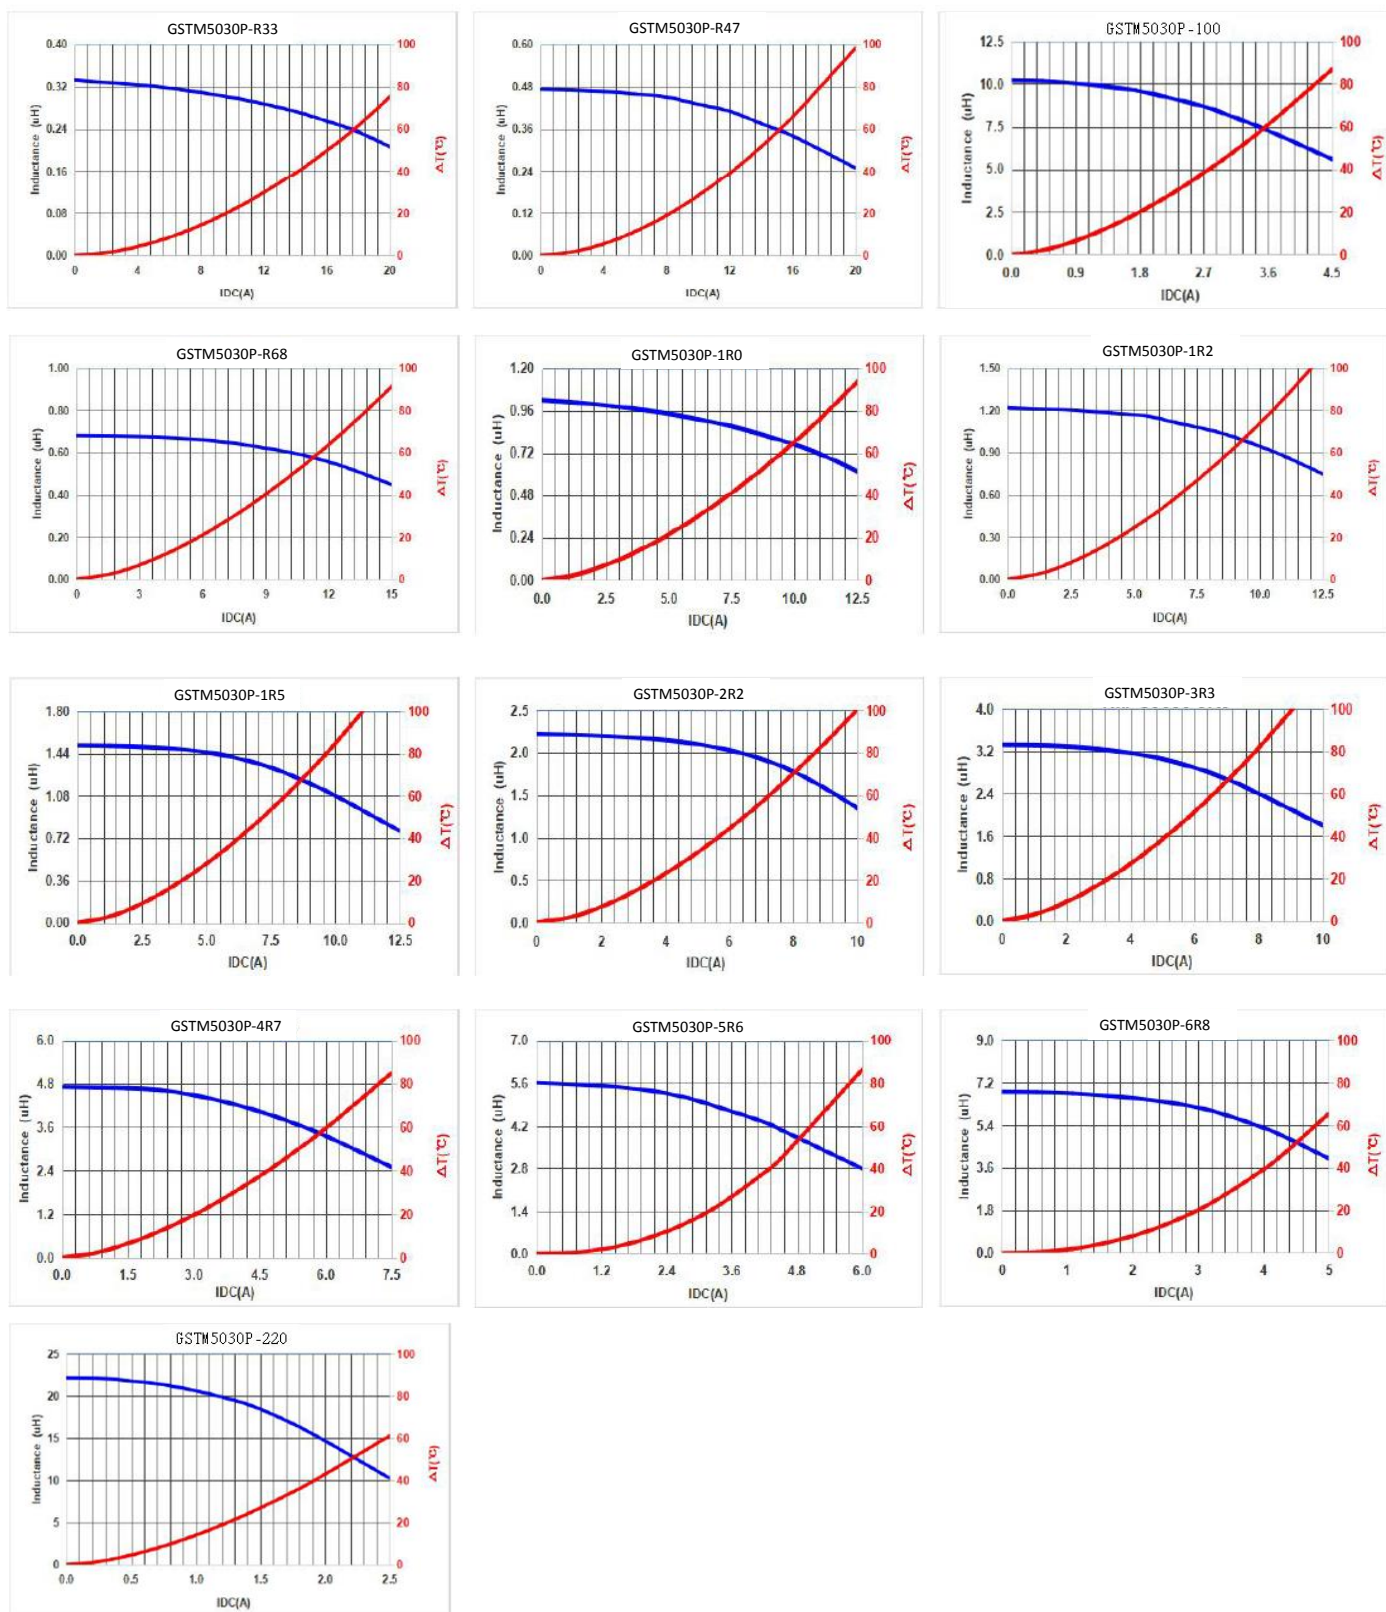 GSTM5030P-R33
0.40
0.32
0.24
0.16
0.08
0.00
Inductance (uH)
0 4 8 12 16 20
IDC(A)
100
80
60
40
20
0
ΔT(℃)
GSTM5030P-R47
0.60
0.48
0.36
0.24
0.12
0.00
Inductance (uH)
0 4 8 12 16 20
IDC(A)
100
80
60
40
20
0
ΔT(℃)
GSTM5030P-100
12.5
10.0
7.5
5.0
2.5
0.0
Inductance (uH)
0.0 0.9 1.8 2.7 3.6 4.5
IDC(A)
100
80
60
40
20
0
ΔT(℃)
GSTM5030P-R68
1.00
0.80
0.60
0.40
0.20
0.00
Inductance (uH)
0 3 6 9 12 15
IDC(A)
100
80
60
40
20
0
ΔT(℃)
GSTM5030P-1R0
1.20
0.96
0.72
0.48
0.24
0.00
Inductance (uH)
0.0 2.5 5.0 7.5 10.0 12.5
IDC(A)
100
80
60
40
20
0
ΔT(℃)
GSTM5030P-1R2
1.50
1.20
0.90
0.60
0.30
0.00
Inductance (uH)
0.0 2.5 5.0 7.5 10.0 12.5
IDC(A)
100
80
60
40
20
0
ΔT(℃)
GSTM5030P-1R5
1.80
1.44
1.08
0.72
0.36
0.00
Inductance (uH)
0.0 2.5 5.0 7.5 10.0 12.5
IDC(A)
100
80
60
40
20
0
ΔT(℃)
GSTM5030P-2R2
2.5
2.0
1.5
1.0
0.5
0.0
Inductance (uH)
0 2 4 6 8 10
IDC(A)
100
80
60
40
20
0
ΔT(℃)
GSTM5030P-3R3
4.0
3.2
2.4
1.6
0.8
0.0
Inductance (uH)
0 2 4 6 8 10
IDC(A)
100
80
60
40
20
0
ΔT(℃)
GSTM5030P-4R7
6.0
4.8
3.6
2.4
1.2
0.0
Inductance (uH)
0.0 1.5 3.0 4.5 6.0 7.5
IDC(A)
100
80
60
40
20
0
ΔT(℃)
GSTM5030P-5R6
7.0
5.6
4.2
2.8
1.4
0.0
Inductance (uH)
0.0 1.2 2.4 3.6 4.8 6.0
IDC(A)
100
80
60
40
20
0
ΔT(℃)
GSTM5030P-6R8
9.0
7.2
5.4
3.6
1.8
0.0
Inductance (uH)
0 1 2 3 4 5
IDC(A)
100
80
60
40
20
0
ΔT(℃)
GSTM5030P-220
25
20
15
10
5
0
Inductance (uH)
0.0 0.5 1.0 1.5 2.0 2.5
IDC(A)
100
80
60
40
20
0
ΔT(℃)